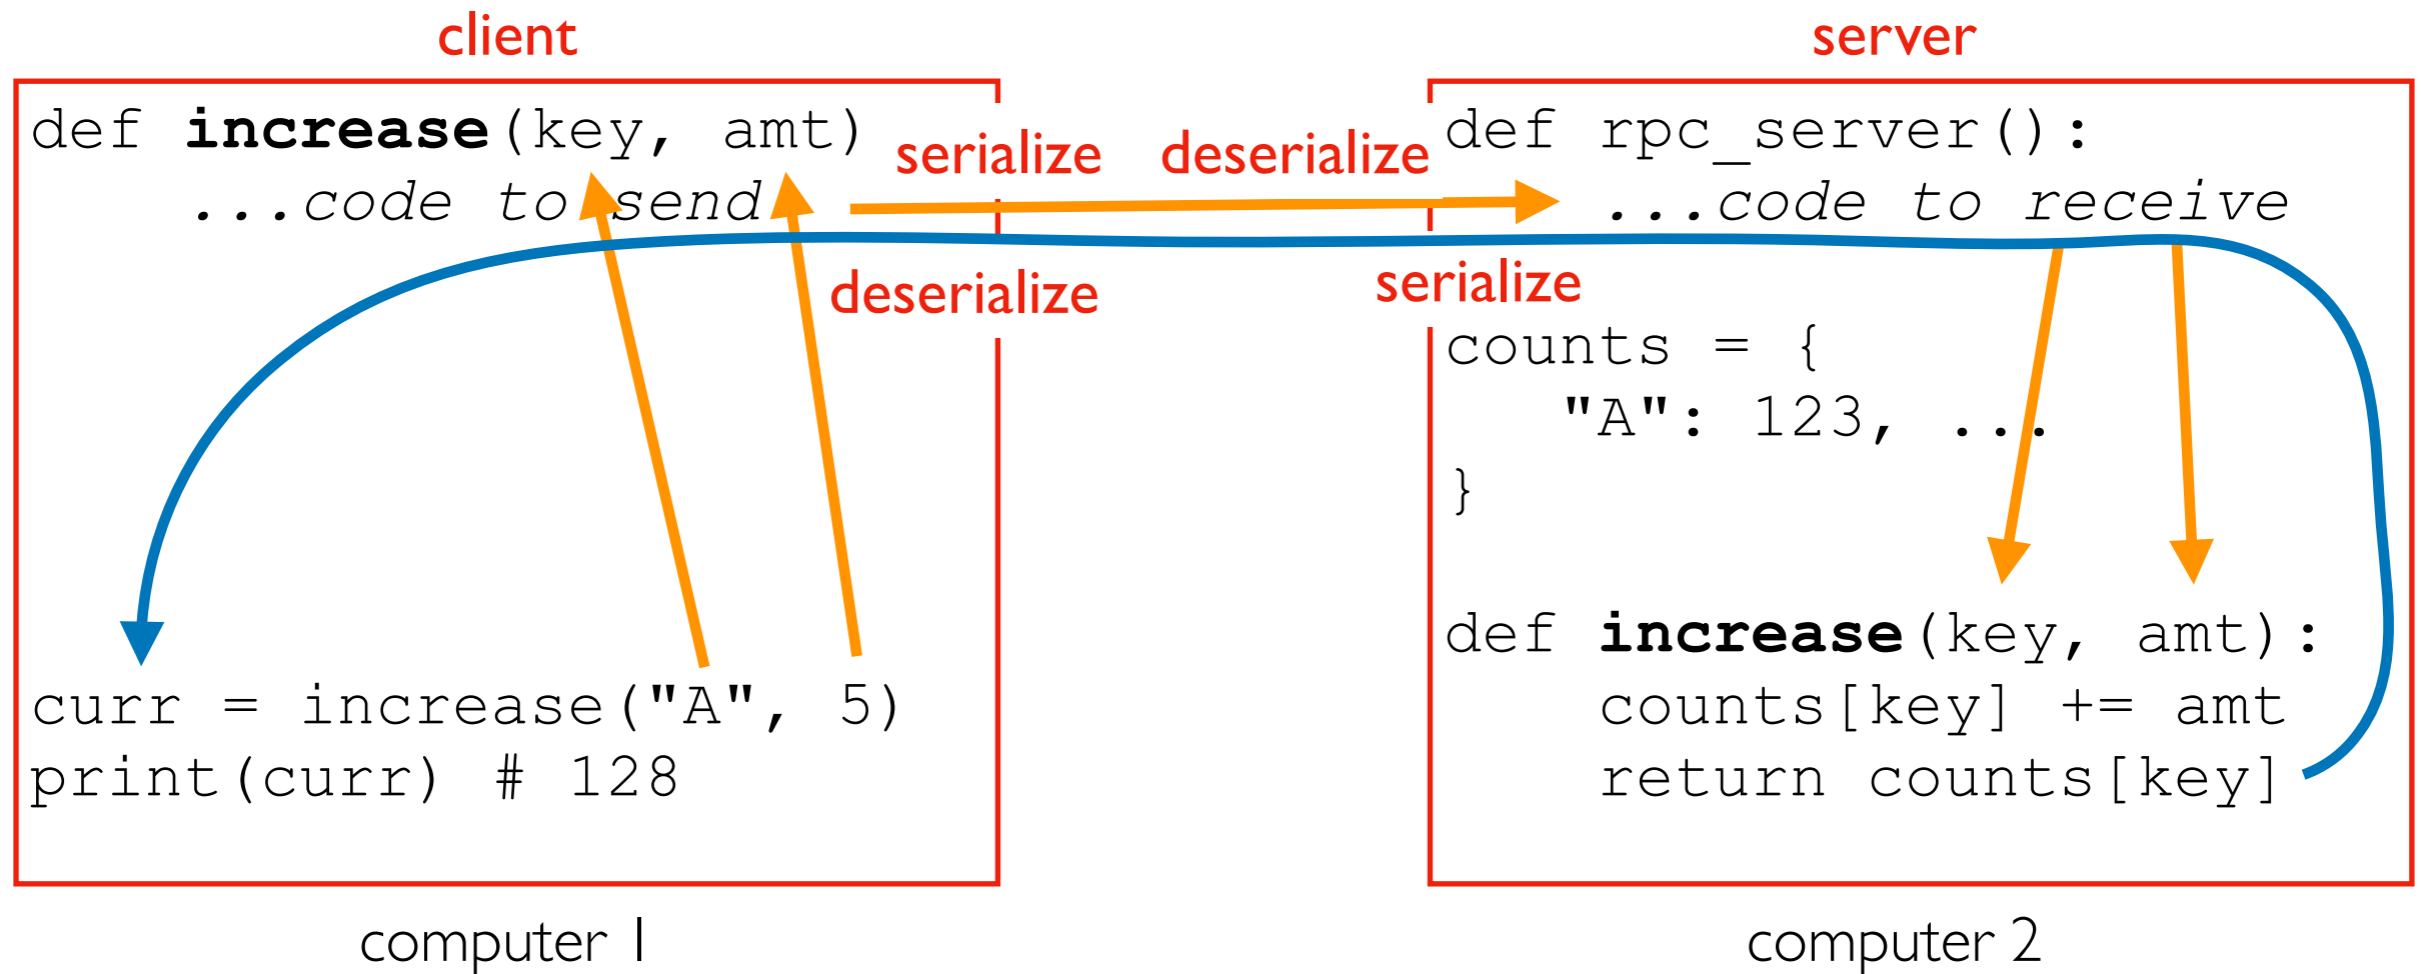 client
def increase(key, amt)
...code to send
curr = increase("A", 5)
print(curr) # 128
computer 1
serialize deserialize
deserialize serialize
server
def rpc_server():
...code to receive
counts = {
"A": 123, ...
}
def increase(key, amt):
counts[key] += amt
return counts[key]
computer 2